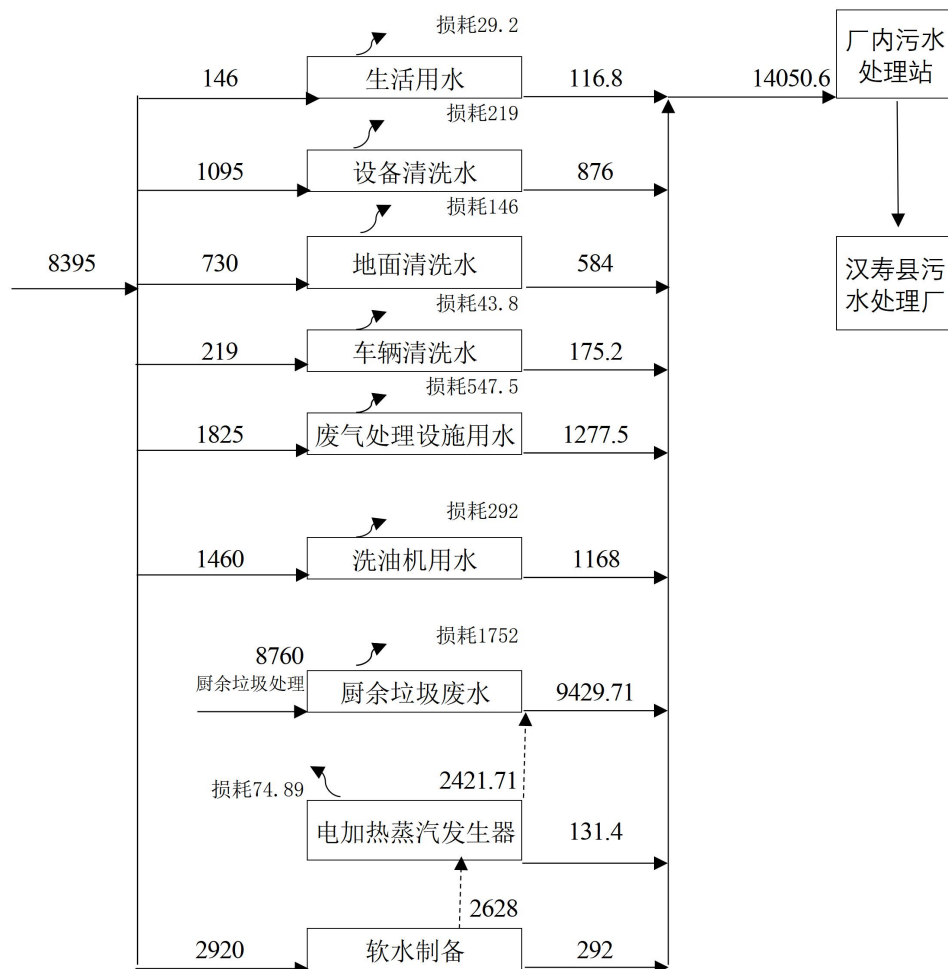 损耗29.2
厂内污水
处理站
146
生活用水
116.8
14050.6
损耗219
1095
设备清洗水
876
损耗146
8395
730
地面清洗水
584
汉寿县污
水处理厂
损耗43.8
219
车辆清洗水
175.2
损耗547.5
1825
废气处理设施用水
1277.5
损耗292
1460
洗油机用水
1168
损耗1752
8760
厨余垃圾处理
厨余垃圾废水
9429.71
损耗74.89
2421.71
电加热蒸汽发生器
131.4
2628
2920
软水制备
292